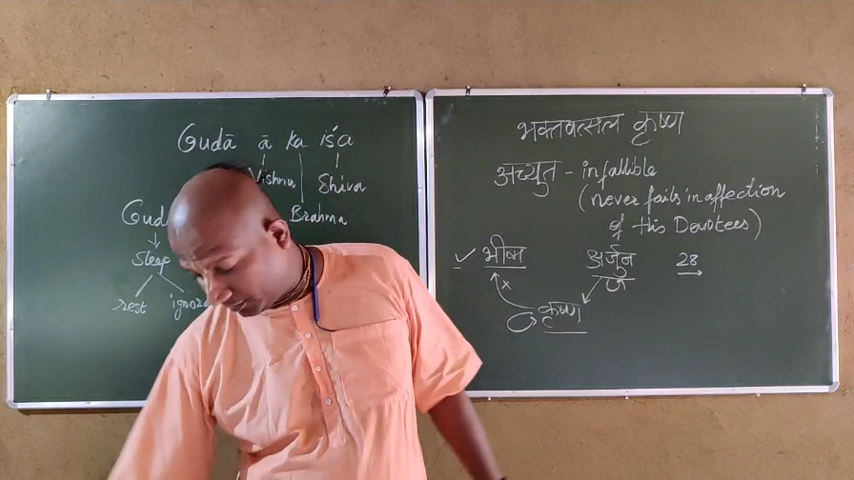 Gudā ā ka iśa
Vishnu Shiva
Brahma
Gud
Sleep
rest ignor
भक्तवत्सल कृष्ण
अच्युत - infallible
(never fails in affection
of His Devotees)
✓ भीष्म अर्जुन 28
x
कृष्ण